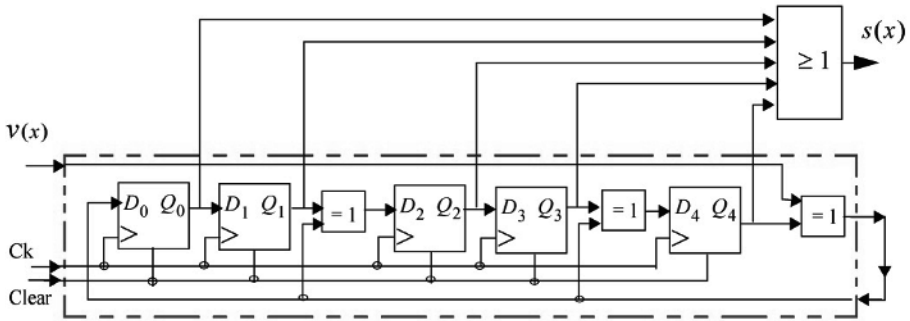 s(x)
≥ 1
v(x)
D0 Q0
D1 Q1
= 1
D2 Q2
D3 Q3
= 1
D4 Q4
= 1
Ck
Clear